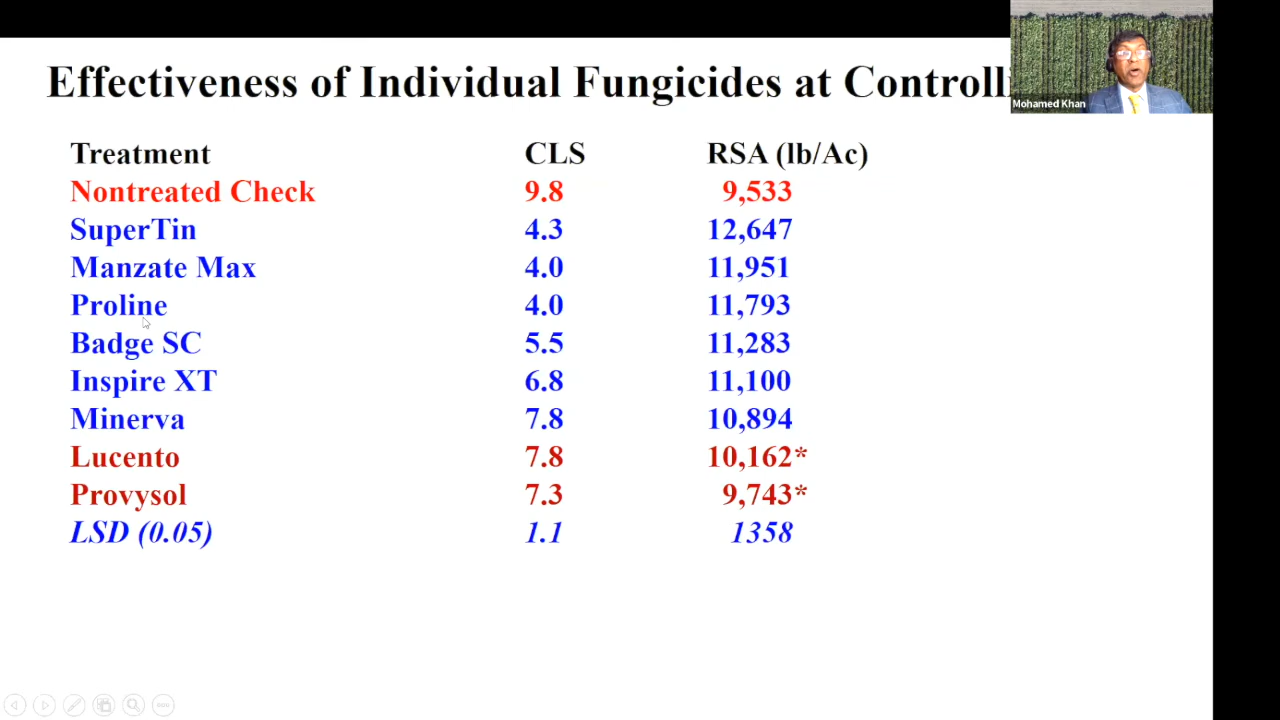 Effectiveness of Individual Fungicides at
Mohamed Khan
Treatment CLS RSA (lb/Ac)
Nontreated Check 9.8 9,533
SuperTin 4.3 12,647
Manzate Max 4.0 11,951
Proline 4.0 11,793
Badge SC 5.5 11,283
Inspire XT 6.8 11,100
Minerva 7.8 10,894
Lucento 7.8 10,162*
Provysol 7.3 9,743*
LSD (0.05) 1.1 1358